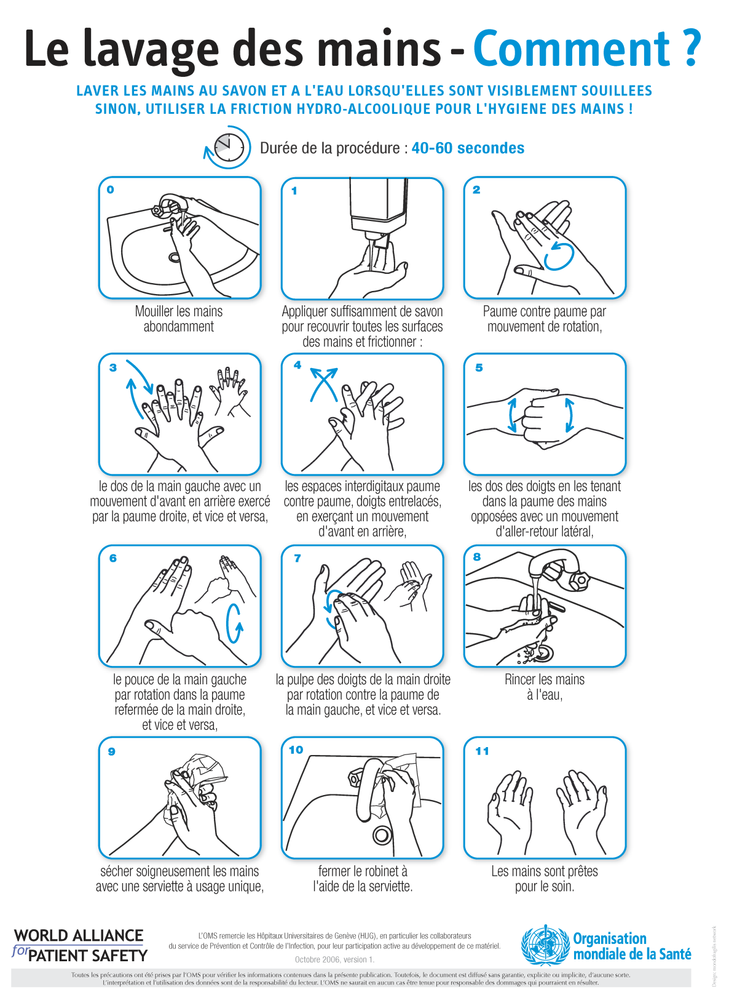 Le lavage des mains - Comment ?
LAVER LES MAINS AU SAVON ET A L'EAU LORSQU'ELLES SONT VISIBLEMENT SOUILLEES
SINON, UTILISER LA FRICTION HYDRO-ALCOOLIQUE POUR L'HYGIENE DES MAINS !
Durée de la procédure : 40-60 secondes
0
Mouiller les mains
abondamment
1
Appliquer suffisamment de savon
pour recouvrir toutes les surfaces
des mains et frictionner :
2
Paume contre paume par
mouvement de rotation,
3
le dos de la main gauche avec un
mouvement d'avant en arrière exercé
par la paume droite, et vice et versa,
4
les espaces interdigitaux paume
contre paume, doigts entrelacés,
en exerçant un mouvement
d'avant en arrière,
5
les dos des doigts en les tenant
dans la paume des mains
opposées avec un mouvement
d'aller-retour latéral,
6
le pouce de la main gauche
par rotation dans la paume
refermée de la main droite,
et vice et versa,
7
la pulpe des doigts de la main droite
par rotation contre la paume de
la main gauche, et vice et versa.
8
Rincer les mains
à l'eau,
9
sécher soigneusement les mains
avec une serviette à usage unique,
10
fermer le robinet à
l'aide de la serviette.
11
Les mains sont prêtes
pour le soin.
WORLD ALLIANCE
for PATIENT SAFETY
L'OMS remercie les Hôpitaux Universitaires de Genève (HUG), en particulier les collaborateurs
du service de Prévention et Contrôle de l'Infection, pour leur participation active au développement de ce matériel.
Octobre 2006, version 1.
Organisation
mondiale de la Santé
Toutes les précautions ont été prises par l'OMS pour vérifier les informations contenues dans la présente publication. Toutefois, le document est diffusé sans garantie, explicite ou implicite, d'aucune sorte.
L'interprétation et l'utilisation des données sont de la responsabilité du lecteur. L'OMS ne saurait en aucun cas être tenue pour responsable des dommages qui pourraient en résulter.
Design: mondofragilis network